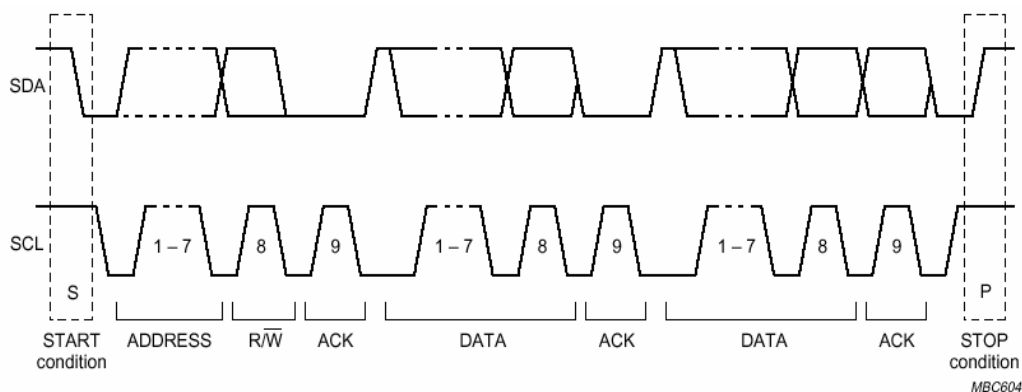 SDA
SCL
1 – 7
8
9
1 – 7
8
9
1 – 7
8
9
S
P
START
condition
ADDRESS
R/W̅
ACK
DATA
ACK
DATA
ACK
STOP
condition
MBC604